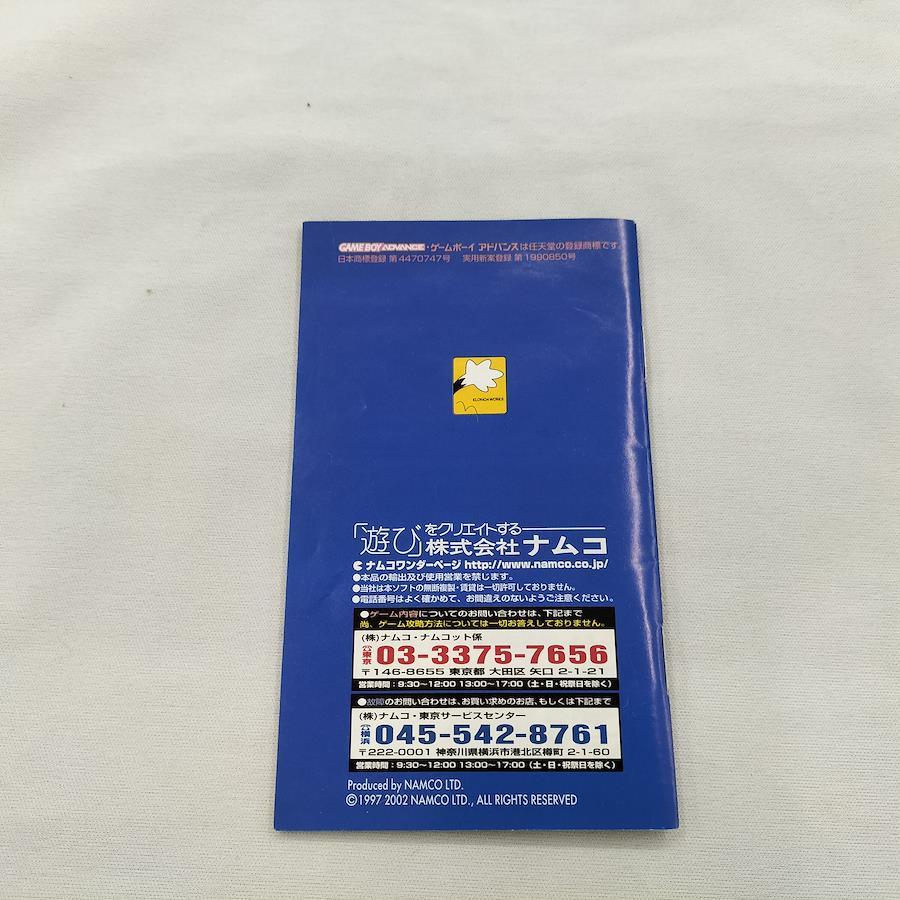 GAME BOY ADVANCE・ゲームボーイ アドバンスは任天堂の登録商標です。
日本商標登録 第4470747号 実用新案登録 第1990850号
KLONOA WORKS
「遊び」をクリエイトする
株式会社ナムコ
ナムコワンダーページ http://www.namco.co.jp/
●本品の輸出及び使用営業を禁じます。
●当社は本ソフトの無断複製・賃貸は一切許可しておりません。
●電話番号はよく確かめて、お間違えのないようご注意ください。
●ゲーム内容についてのお問い合わせは、下記まで
尚、ゲーム攻略方法については一切お答えしておりません。
(株)ナムコ・ナムコット係
東京 03-3375-7656
〒146-8655 東京都 大田区 矢口 2-1-21
営業時間:9:30〜12:00 13:00〜17:00(土・日・祝祭日を除く)
●故障のお問い合わせは、お買い求めのお店、もしくは下記まで
(株)ナムコ・東京サービスセンター
横浜 045-542-8761
〒222-0001 神奈川県横浜市港北区樽町 2-1-60
営業時間:9:30〜12:00 13:00〜17:00(土・日・祝祭日を除く)
Produced by NAMCO LTD.
©1997 2002 NAMCO LTD., ALL RIGHTS RESERVED